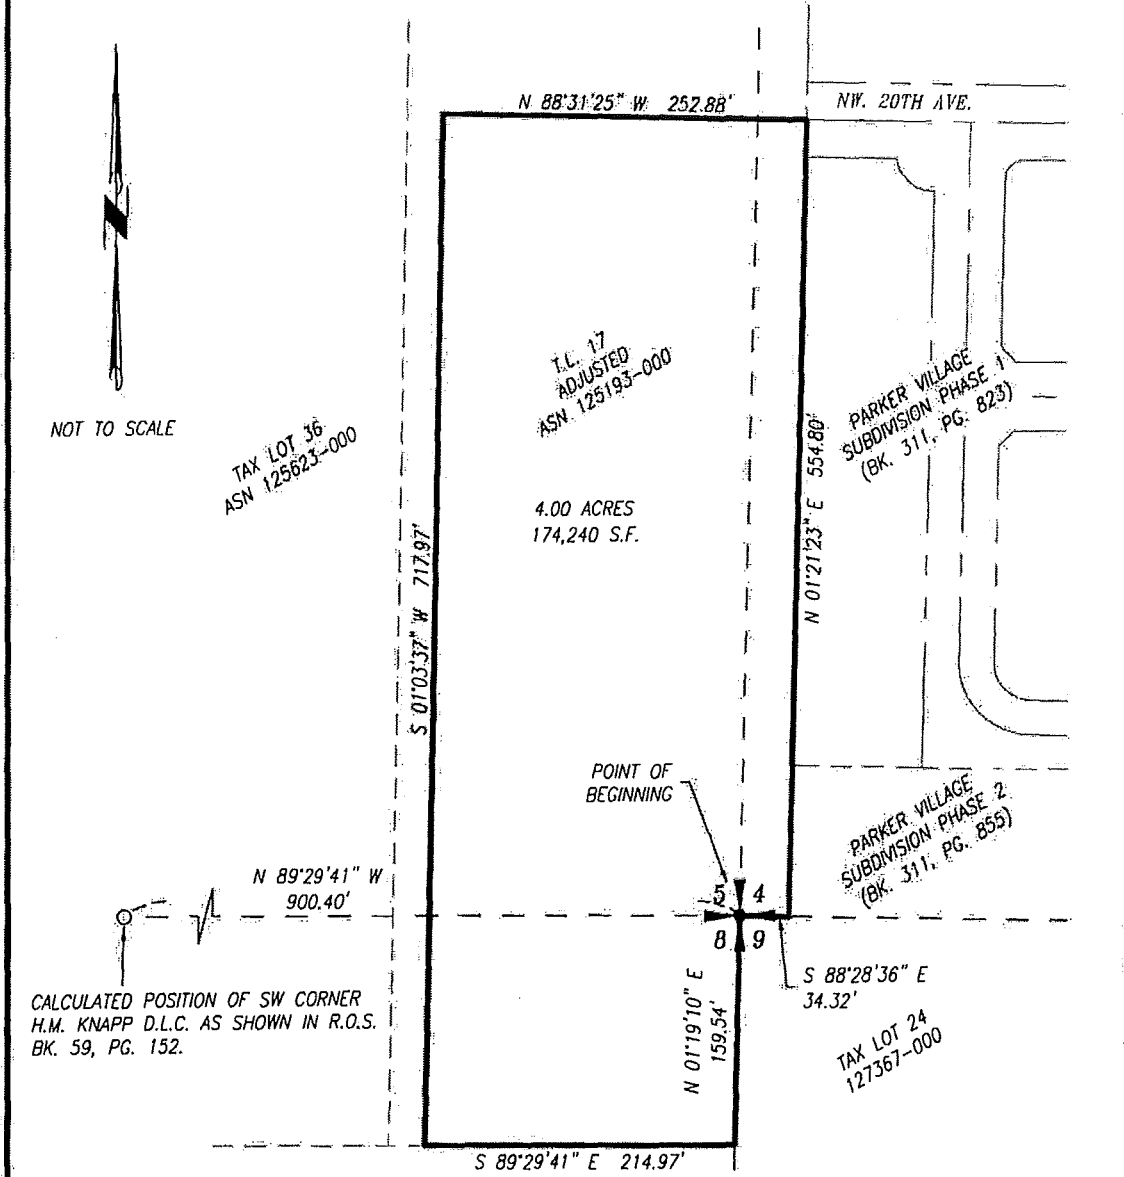 N 88°31'25" W 252.88'
NW. 20TH AVE.
NOT TO SCALE
TAX LOT 36
ASN 125623-000
T.L. 17
ADJUSTED
ASN 125193-000
4.00 ACRES
174,240 S.F.
PARKER VILLAGE
SUBDIVISION PHASE 1
(BK. 311, PG. 823)
S 01°03'37" W 717.97'
N 01°21'23" E 554.80'
POINT OF
BEGINNING
PARKER VILLAGE
SUBDIVISION PHASE 2
(BK. 311, PG. 855)
N 89°29'41" W
900.40'
5 4
8 9
S 88°28'36" E
34.32'
CALCULATED POSITION OF SW CORNER
H.M. KNAPP D.L.C. AS SHOWN IN R.O.S.
BK. 59, PG. 152.
N 01°19'10" E
159.54'
TAX LOT 24
127367-000
S 89°29'41" E 214.97'